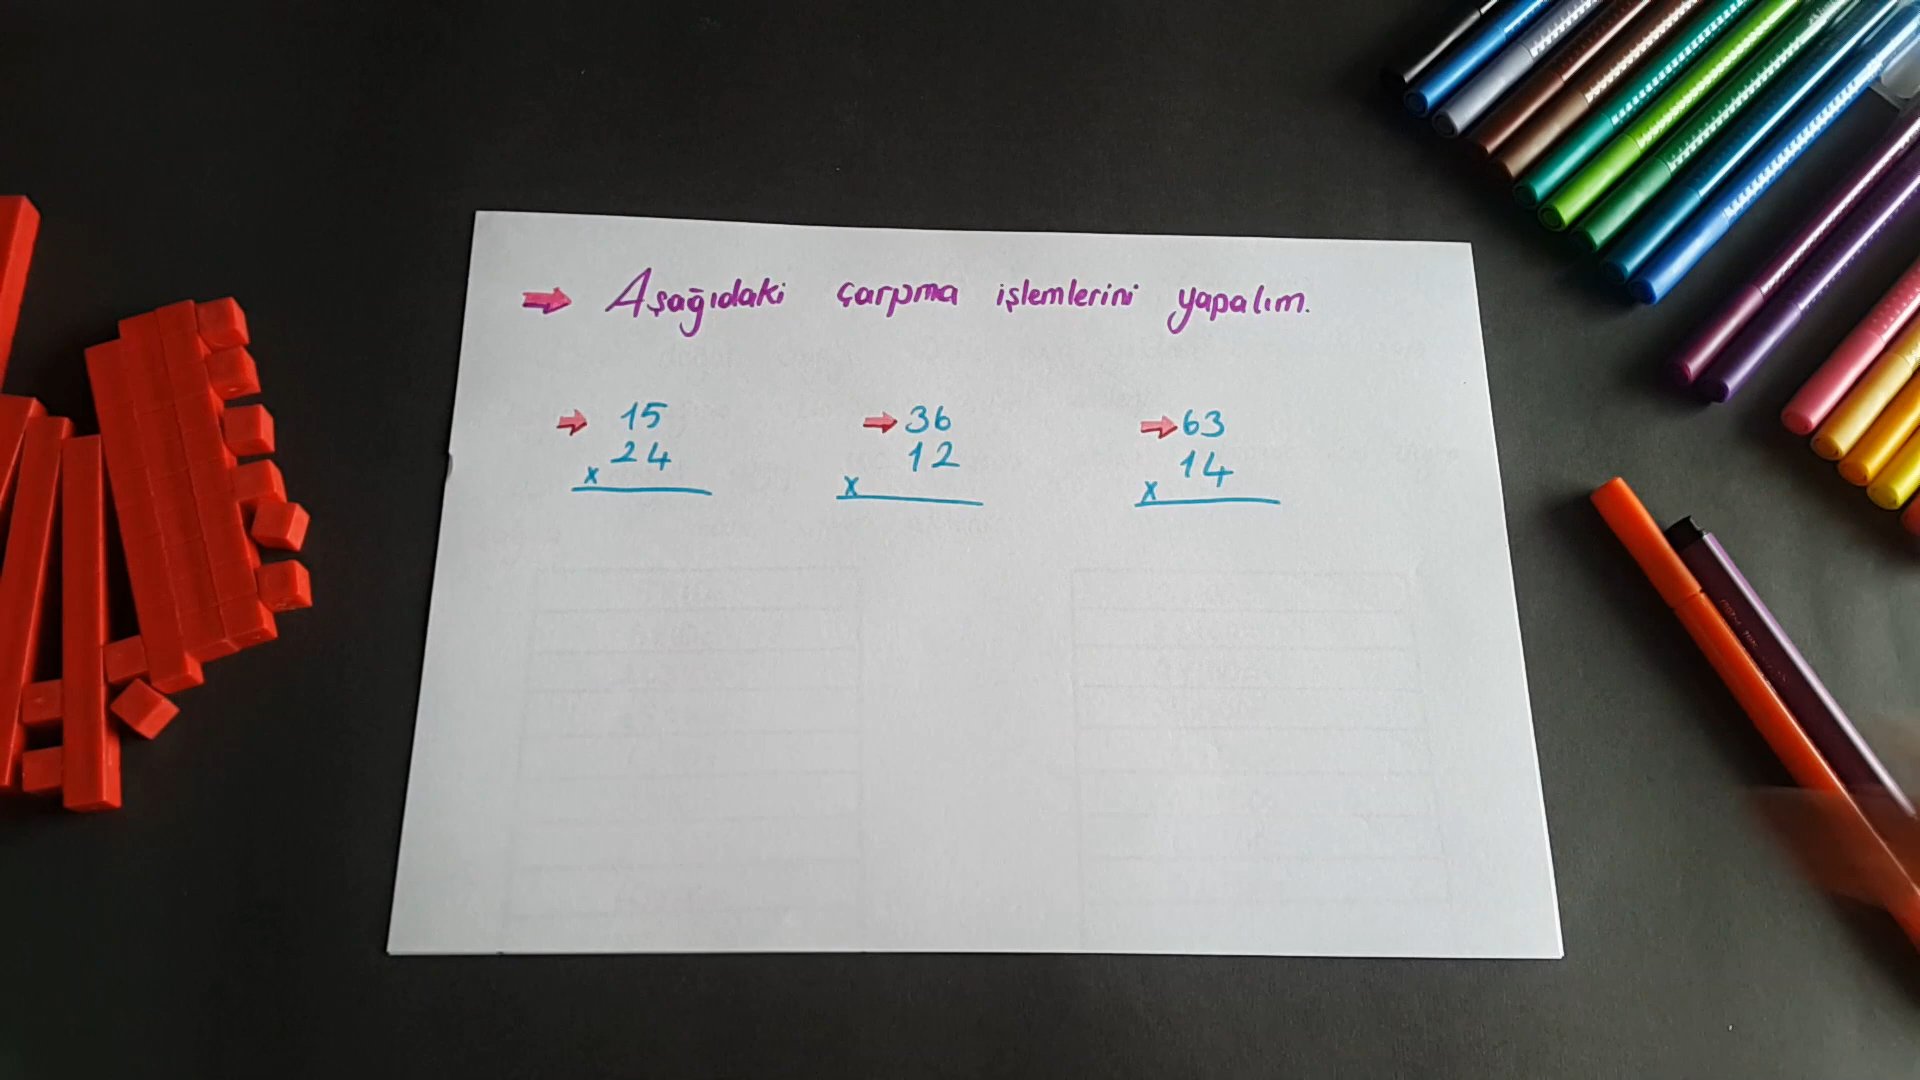 Aşağıdaki çarpma işlemlerini yapalım.
15 36 63
24 12 14
x x x